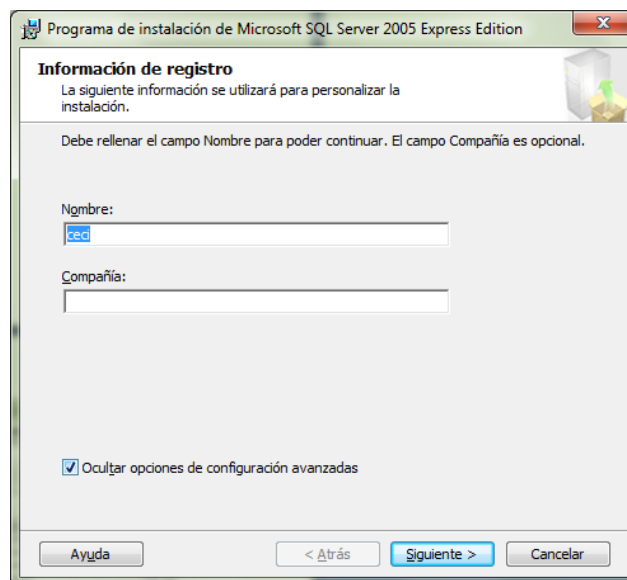 Programa de instalación de Microsoft SQL Server 2005 Express Edition
Información de registro
La siguiente información se utilizará para personalizar la
instalación.
Debe rellenar el campo Nombre para poder continuar. El campo Compañía es opcional.
Nombre:
ceci
Compañía:
Ocultar opciones de configuración avanzadas
Ayuda
< Atrás
Siguiente >
Cancelar